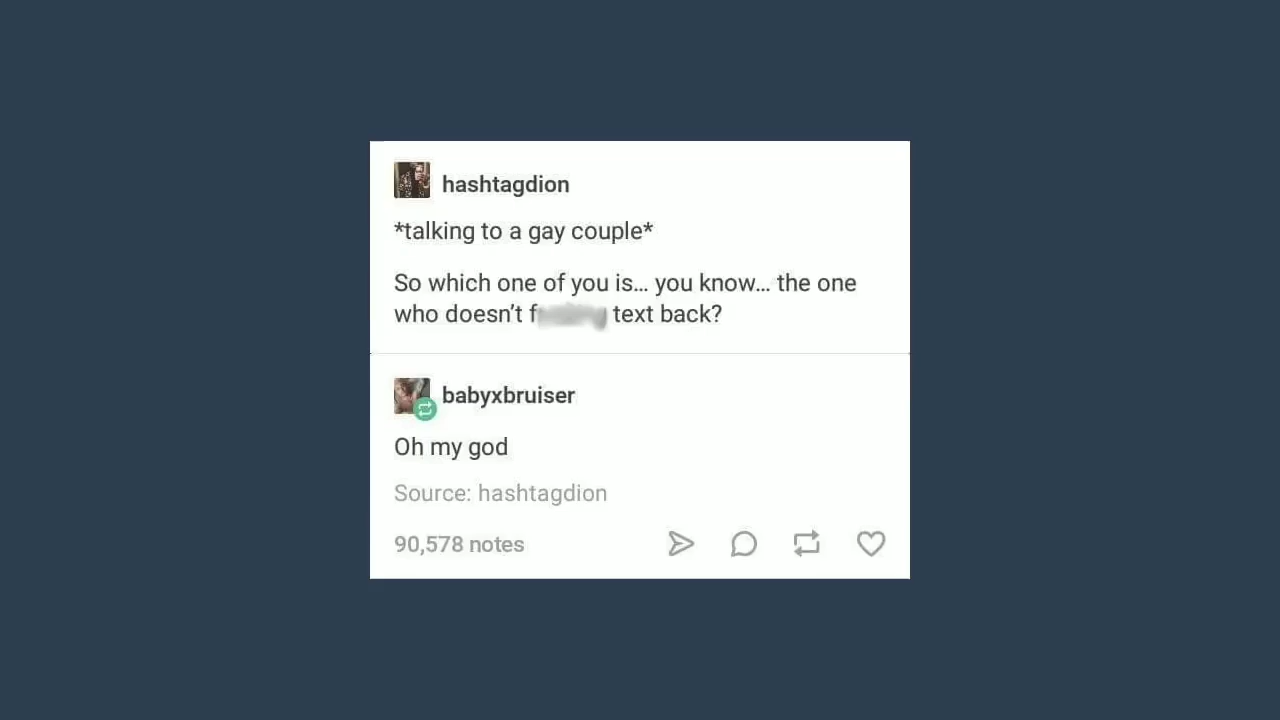 hashtagdion
*talking to a gay couple*
So which one of you is... you know... the one
who doesn't f text back?
babyxbruiser
Oh my god
Source: hashtagdion
90,578 notes